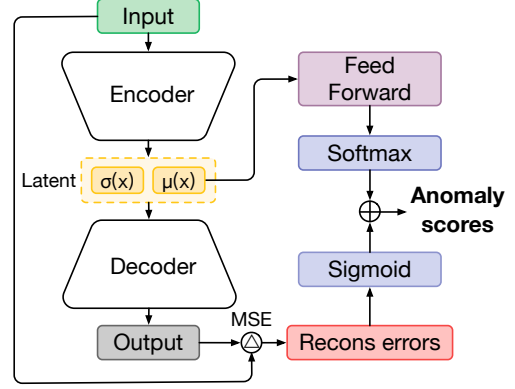 Input
Encoder
Latent
σ(x)
μ(x)
Decoder
Output
MSE
Recons errors
Feed
Forward
Softmax
Anomaly
scores
Sigmoid